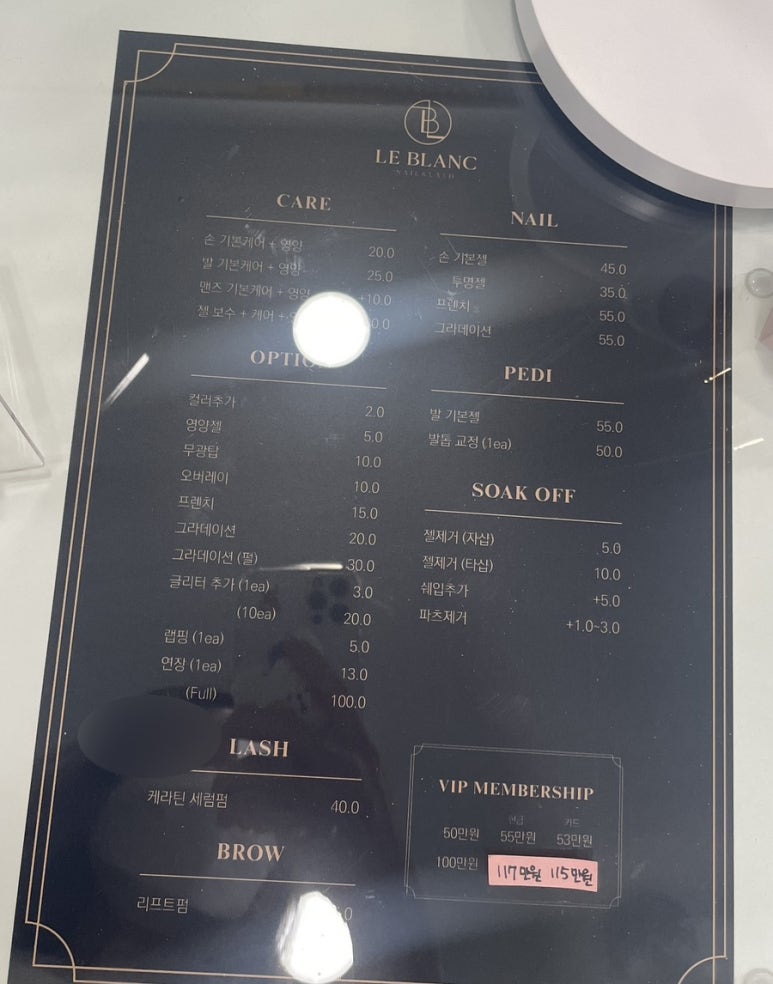 LE BLANC
NAIL & LASH
CARE
손 기본케어 + 영양 20.0
발 기본케어 + 영양 25.0
맨즈 기본케어 + 영양 +10.0
젤 보수 + 케어 +
OPTIO
컬러추가 2.0
영양젤 5.0
무광탑 10.0
오버레이 10.0
프렌치 15.0
그라데이션 20.0
그라데이션 (펄) 30.0
글리터 추가 (1ea) 3.0
(10ea) 20.0
랩핑 (1ea) 5.0
연장 (1ea) 13.0
(Full) 100.0
LASH
케라틴 세럼펌 40.0
BROW
리프트펌
NAIL
손 기본젤 45.0
투명젤 35.0
프렌치 55.0
그라데이션 55.0
PEDI
발 기본젤 55.0
발톱 교정 (1ea) 50.0
SOAK OFF
젤제거 (자샵) 5.0
젤제거 (타샵) 10.0
쉐입추가 +5.0
파츠제거 +1.0~3.0
VIP MEMBERSHIP
현금 카드
50만원 55만원 53만원
100만원 117만원 115만원